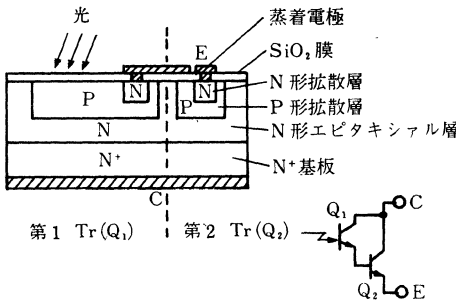 光
蒸着電極
E
SiO₂膜
N
N
N形拡散層
P
P
P形拡散層
N
N形エピタキシァル層
N⁺
N⁺基板
C
第1 Tr(Q₁)
第2 Tr(Q₂)
Q₁
C
Q₂
E